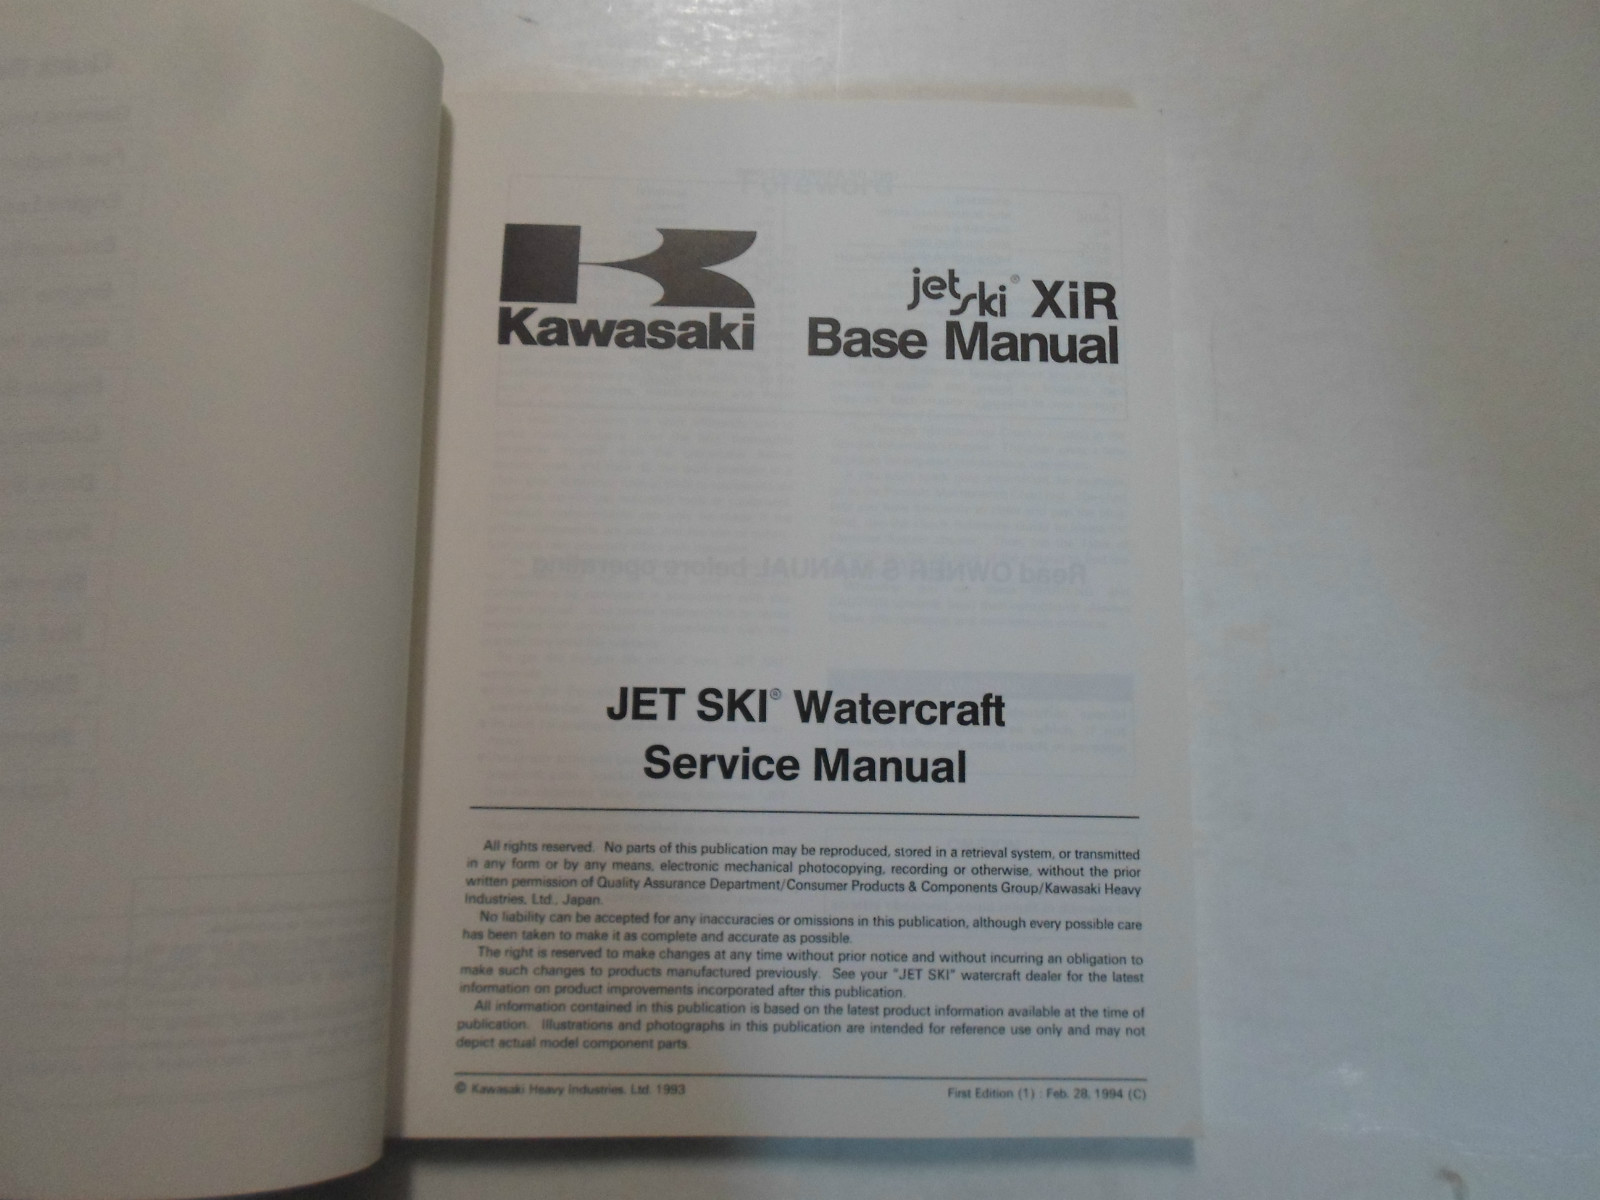 Kawasaki
jet ski® XiR
Base Manual
Read OWNER'S MANUAL before operating
JET SKI® Watercraft
Service Manual
All rights reserved. No parts of this publication may be reproduced, stored in a retrieval system, or transmitted
in any form or by any means, electronic mechanical photocopying, recording or otherwise, without the prior
written permission of Quality Assurance Department/Consumer Products & Components Group/Kawasaki Heavy
Industries, Ltd., Japan.
No liability can be accepted for any inaccuracies or omissions in this publication, although every possible care
has been taken to make it as complete and accurate as possible.
The right is reserved to make changes at any time without prior notice and without incurring an obligation to
make such changes to products manufactured previously. See your "JET SKI" watercraft dealer for the latest
information on product improvements incorporated after this publication.
All information contained in this publication is based on the latest product information available at the time of
publication. Illustrations and photographs in this publication are intended for reference use only and may not
depict actual model component parts.
© Kawasaki Heavy Industries, Ltd. 1993
First Edition (1) : Feb. 28, 1994 (C)